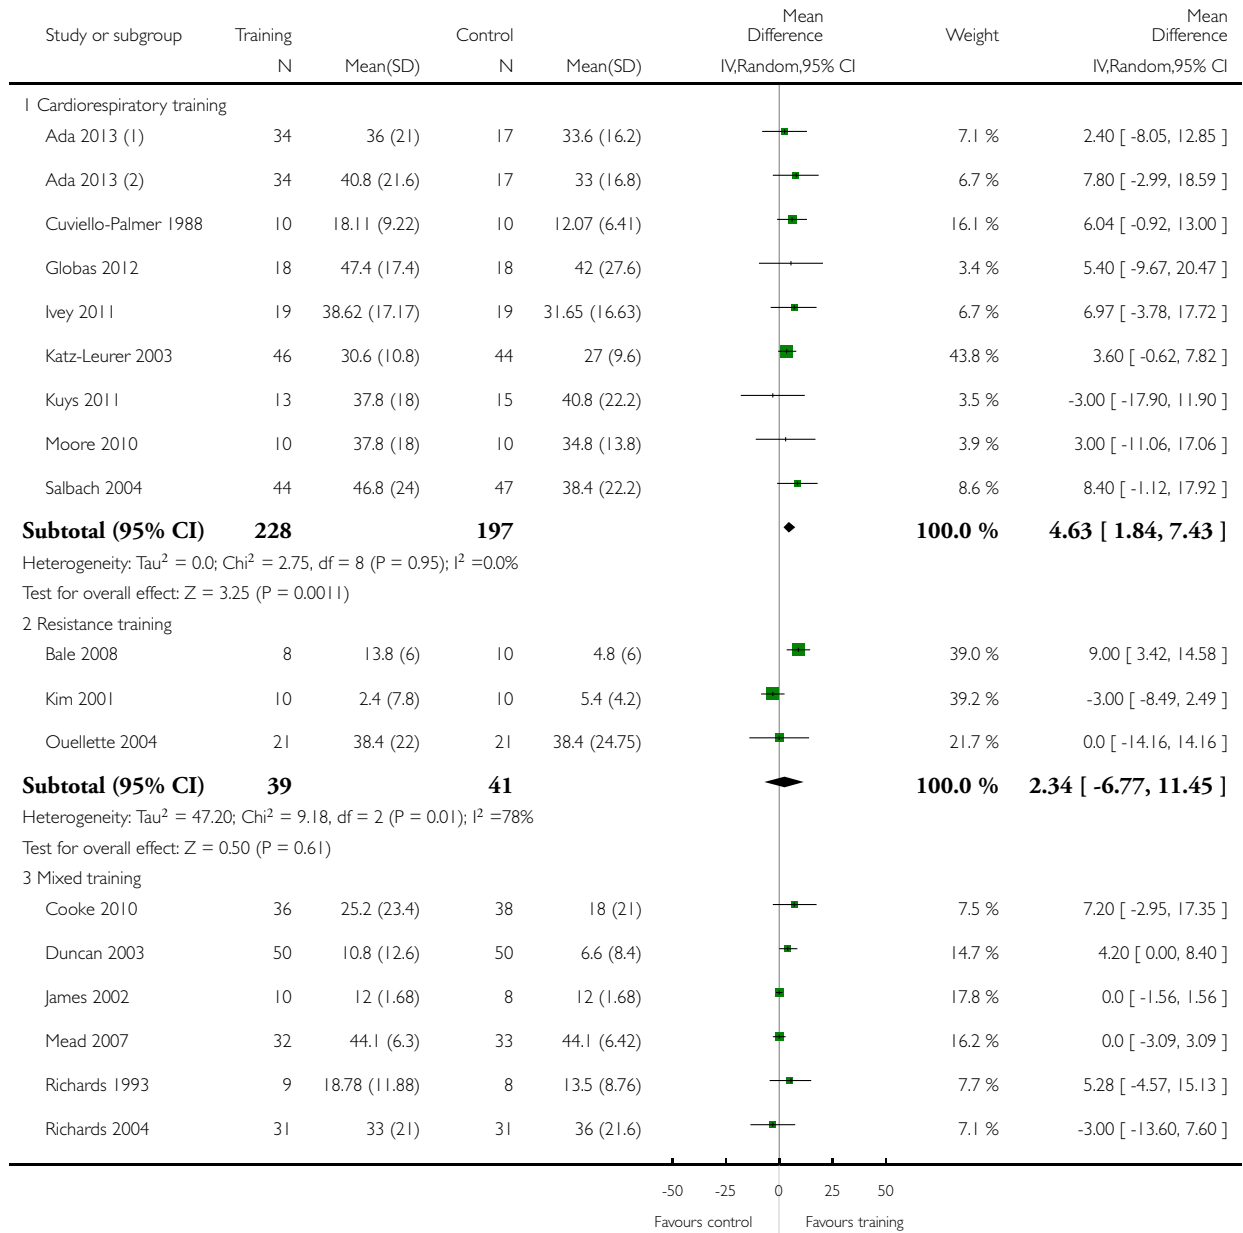 Study or subgroup Training Control Mean Difference Weight Mean Difference
N Mean(SD) N Mean(SD) IV,Random,95% CI IV,Random,95% CI
1 Cardiorespiratory training
Ada 2013 (1) 34 36 (21) 17 33.6 (16.2) 7.1 % 2.40 [ -8.05, 12.85 ]
Ada 2013 (2) 34 40.8 (21.6) 17 33 (16.8) 6.7 % 7.80 [ -2.99, 18.59 ]
Cuviello-Palmer 1988 10 18.11 (9.22) 10 12.07 (6.41) 16.1 % 6.04 [ -0.92, 13.00 ]
Globas 2012 18 47.4 (17.4) 18 42 (27.6) 3.4 % 5.40 [ -9.67, 20.47 ]
Ivey 2011 19 38.62 (17.17) 19 31.65 (16.63) 6.7 % 6.97 [ -3.78, 17.72 ]
Katz-Leurer 2003 46 30.6 (10.8) 44 27 (9.6) 43.8 % 3.60 [ -0.62, 7.82 ]
Kuys 2011 13 37.8 (18) 15 40.8 (22.2) 3.5 % -3.00 [ -17.90, 11.90 ]
Moore 2010 10 37.8 (18) 10 34.8 (13.8) 3.9 % 3.00 [ -11.06, 17.06 ]
Salbach 2004 44 46.8 (24) 47 38.4 (22.2) 8.6 % 8.40 [ -1.12, 17.92 ]
Subtotal (95% CI) 228 197 100.0 % 4.63 [ 1.84, 7.43 ]
Heterogeneity: Tau² = 0.0; Chi² = 2.75, df = 8 (P = 0.95); I² =0.0%
Test for overall effect: Z = 3.25 (P = 0.0011)
2 Resistance training
Bale 2008 8 13.8 (6) 10 4.8 (6) 39.0 % 9.00 [ 3.42, 14.58 ]
Kim 2001 10 2.4 (7.8) 10 5.4 (4.2) 39.2 % -3.00 [ -8.49, 2.49 ]
Ouellette 2004 21 38.4 (22) 21 38.4 (24.75) 21.7 % 0.0 [ -14.16, 14.16 ]
Subtotal (95% CI) 39 41 100.0 % 2.34 [ -6.77, 11.45 ]
Heterogeneity: Tau² = 47.20; Chi² = 9.18, df = 2 (P = 0.01); I² =78%
Test for overall effect: Z = 0.50 (P = 0.61)
3 Mixed training
Cooke 2010 36 25.2 (23.4) 38 18 (21) 7.5 % 7.20 [ -2.95, 17.35 ]
Duncan 2003 50 10.8 (12.6) 50 6.6 (8.4) 14.7 % 4.20 [ 0.00, 8.40 ]
James 2002 10 12 (1.68) 8 12 (1.68) 17.8 % 0.0 [ -1.56, 1.56 ]
Mead 2007 32 44.1 (6.3) 33 44.1 (6.42) 16.2 % 0.0 [ -3.09, 3.09 ]
Richards 1993 9 18.78 (11.88) 8 13.5 (8.76) 7.7 % 5.28 [ -4.57, 15.13 ]
Richards 2004 31 33 (21) 31 36 (21.6) 7.1 % -3.00 [ -13.60, 7.60 ]
-50 -25 0 25 50
Favours control Favours training